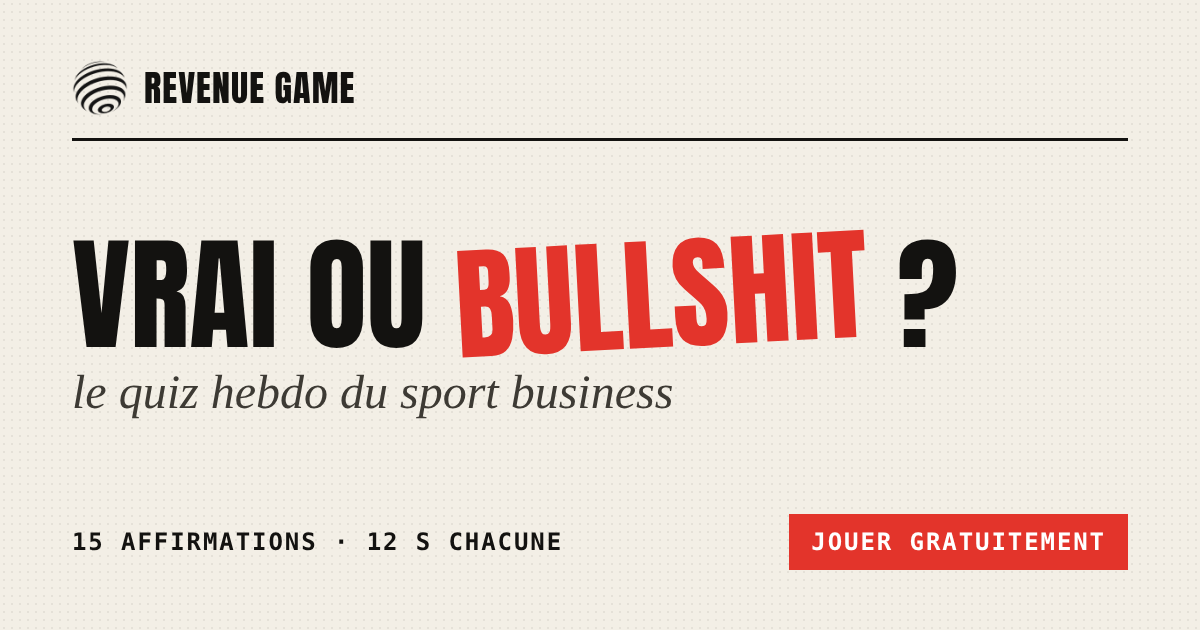 REVENUE GAME
VRAI OU BULLSHIT ?
le quiz hebdo du sport business
15 AFFIRMATIONS · 12 S CHACUNE
JOUER GRATUITEMENT